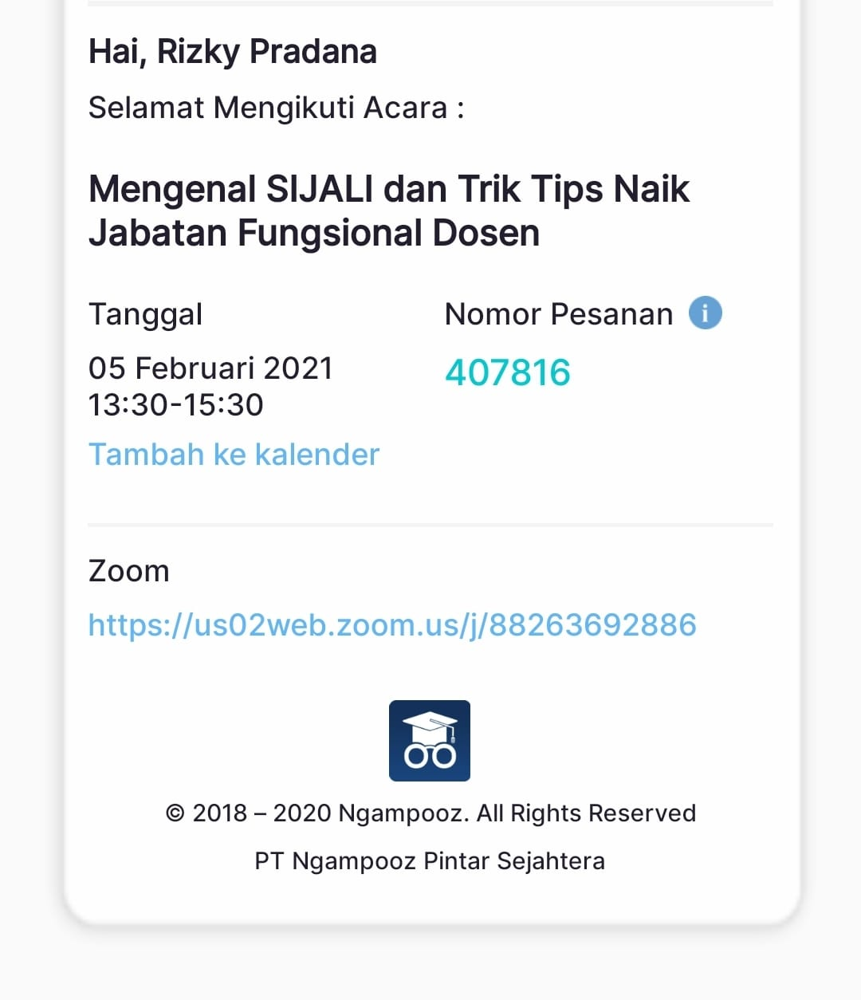 Hai, Rizky Pradana
Selamat Mengikuti Acara :
Mengenal SIJALI dan Trik Tips Naik
Jabatan Fungsional Dosen
Tanggal
05 Februari 2021
13:30-15:30
Tambah ke kalender
Nomor Pesanan i
407816
Zoom
https://us02web.zoom.us/j/88263692886
© 2018 – 2020 Ngampooz. All Rights Reserved
PT Ngampooz Pintar Sejahtera